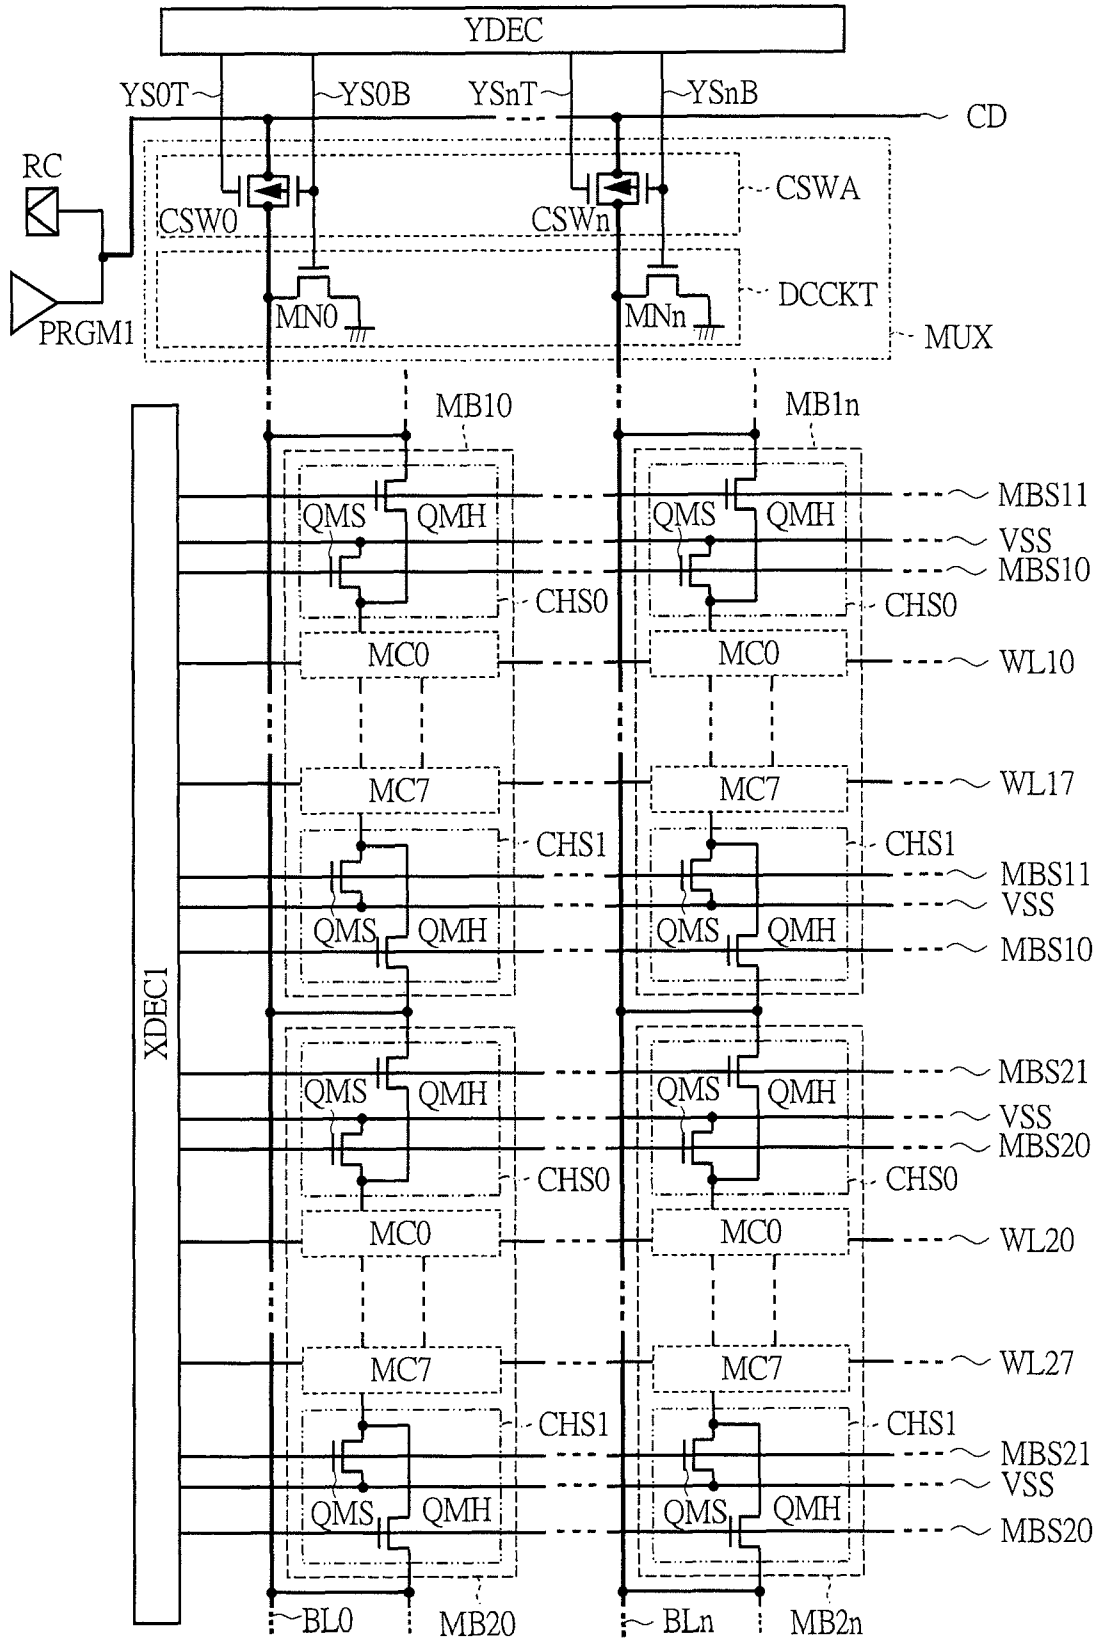 YDEC
YS0T YS0B YSnT YSnB
CD
RC
CSWA
CSW0 CSWn
DCCKT
MN0 MNn
PRGM1
MUX
MB10 MB1n
MBS11
QMS QMH QMS QMH
VSS
MBS10
CHS0 CHS0
MC0 MC0 WL10
MC7 MC7 WL17
CHS1 CHS1
MBS11
VSS
QMS QMH QMS QMH
MBS10
XDEC1
MBS21
QMS QMH QMS QMH
VSS
MBS20
CHS0 CHS0
MC0 MC0 WL20
MC7 MC7 WL27
CHS1 CHS1
MBS21
VSS
QMS QMH QMS QMH
MBS20
BL0 MB20 BLn MB2n